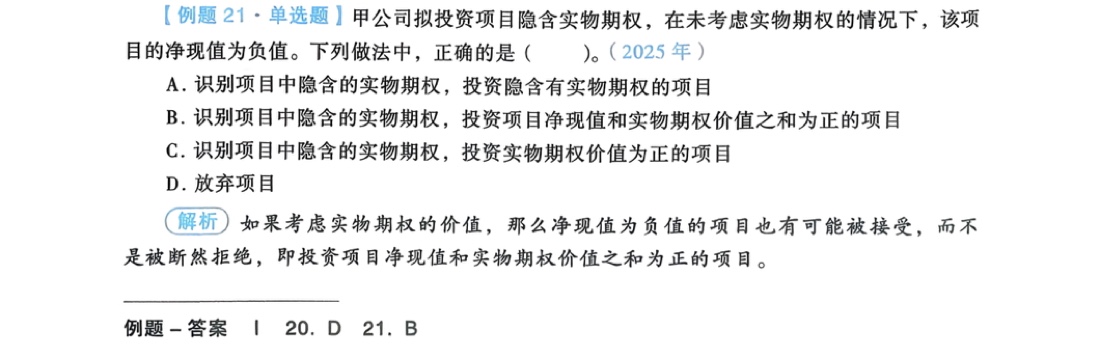 【例题 21·单选题】甲公司拟投资项目隐含实物期权，在未考虑实物期权的情况下，该项
目的净现值为负值。下列做法中，正确的是（　　）。（2025 年）
A. 识别项目中隐含的实物期权，投资隐含有实物期权的项目
B. 识别项目中隐含的实物期权，投资项目净现值和实物期权价值之和为正的项目
C. 识别项目中隐含的实物期权，投资实物期权价值为正的项目
D. 放弃项目
解析 如果考虑实物期权的价值，那么净现值为负值的项目也有可能被接受，而不
是被断然拒绝，即投资项目净现值和实物期权价值之和为正的项目。
例题 – 答案 | 20. D 21. B